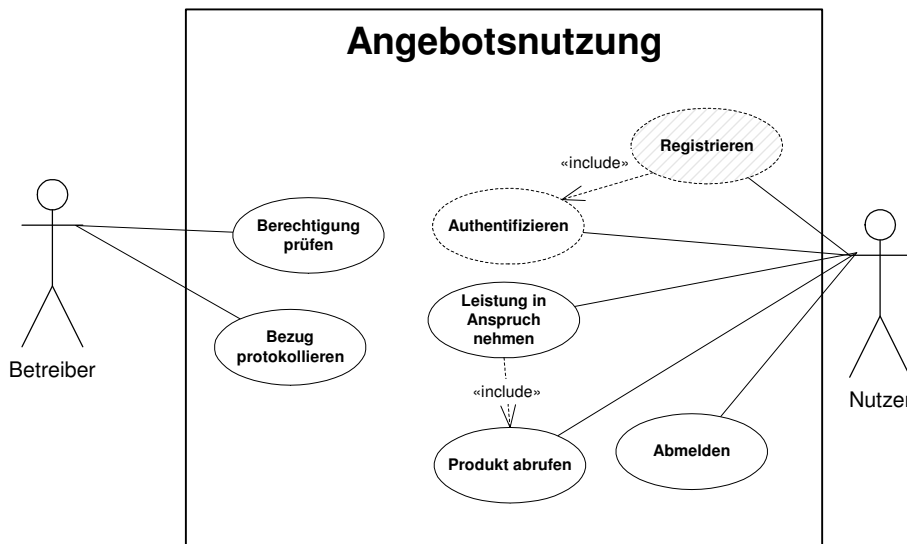 Angebotsnutzung
Registrieren
«include»
Authentifizieren
Berechtigung
prüfen
Leistung in
Anspruch
nehmen
Bezug
protokollieren
Betreiber
«include»
Nutzer
Produkt abrufen
Abmelden